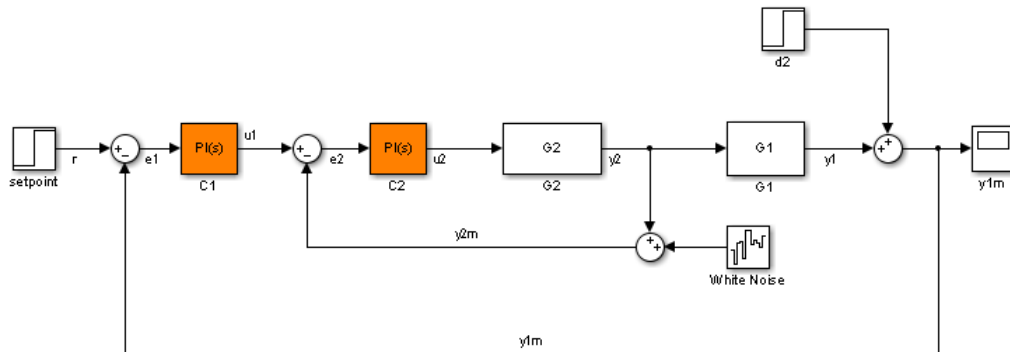 d2
PI(s)
u1
PI(s)
G2
y2
G1
r
e1
e2
u2
y1
setpoint
C1
C2
G2
G1
y1m
y2m
White Noise
y1m